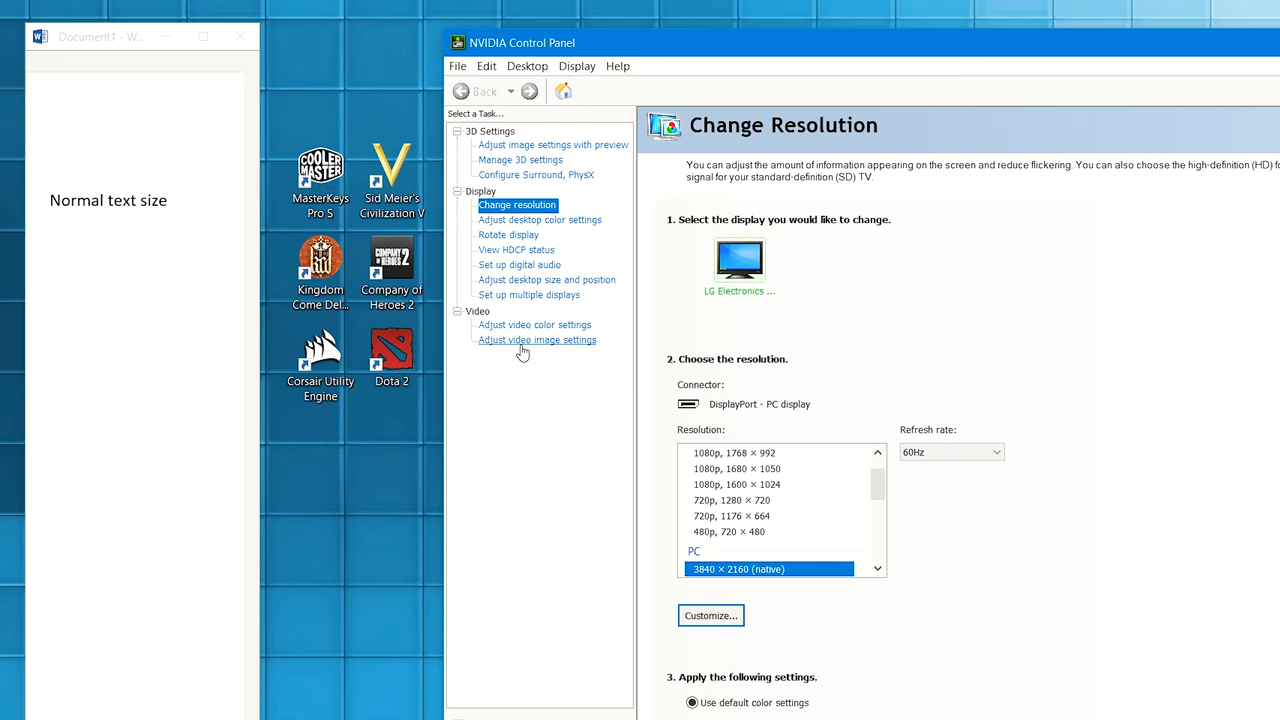 Document1 - W...
Normal text size
MasterKeys
Pro S
Sid Meier's
Civilization V
Kingdom
Come Del...
COMPANY
OF HEROES
2
Company of
Heroes 2
Corsair Utility
Engine
Dota 2
COOLER
MASTER
NVIDIA Control Panel
File Edit Desktop Display Help
Back
Select a Task...
3D Settings
Adjust image settings with preview
Manage 3D settings
Configure Surround, PhysX
Display
Change resolution
Adjust desktop color settings
Rotate display
View HDCP status
Set up digital audio
Adjust desktop size and position
Set up multiple displays
Video
Adjust video color settings
Adjust video image settings
Change Resolution
You can adjust the amount of information appearing on the screen and reduce flickering. You can also choose the high-definition (HD) fo
signal for your standard-definition (SD) TV.
1. Select the display you would like to change.
LG Electronics ...
2. Choose the resolution.
Connector:
DisplayPort - PC display
Resolution:
Refresh rate:
60Hz
1080p, 1768 × 992
1080p, 1680 × 1050
1080p, 1600 × 1024
720p, 1280 × 720
720p, 1176 × 664
480p, 720 × 480
PC
3840 × 2160 (native)
Customize...
3. Apply the following settings.
Use default color settings